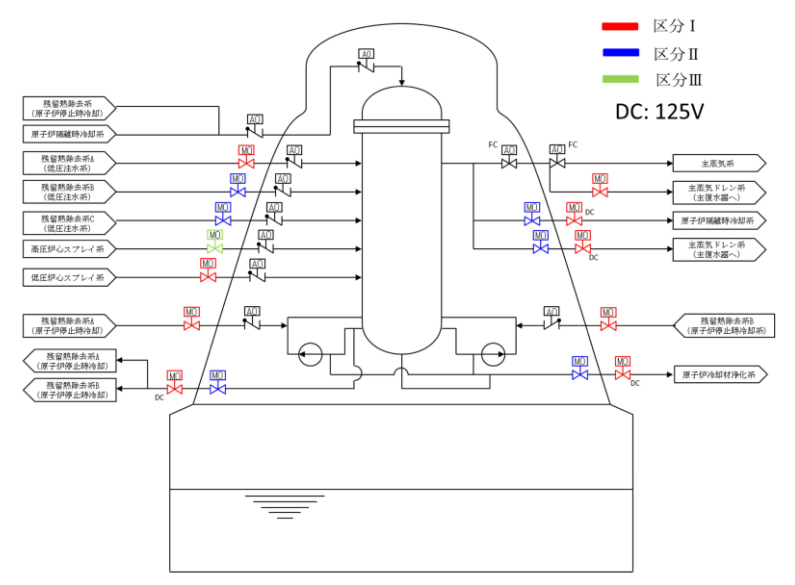 区分Ⅰ
区分Ⅱ
区分Ⅲ
DC: 125V
AO
残留熱除去系
(原子炉停止時冷却)
原子炉隔離時冷却系
AO
残留熱除去系A
(低圧注水系)
MO
AO
残留熱除去系B
(低圧注水系)
MO
AO
残留熱除去系C
(低圧注水系)
MO
AO
高圧炉心スプレイ系
MO
AO
低圧炉心スプレイ系
MO
AO
残留熱除去系A
(原子炉停止時冷却)
MO
AO
残留熱除去系A
(原子炉停止時冷却)
残留熱除去系B
(原子炉停止時冷却)
MO
DC
MO
FC
AO
AO
FC
主蒸気系
MO
主蒸気ドレン系
(主復水器へ)
MO
MO
DC
原子炉隔離時冷却系
MO
MO
DC
主蒸気ドレン系
(主復水器へ)
AO
MO
残留熱除去系B
(原子炉停止時冷却系)
MO
MO
DC
原子炉冷却材浄化系